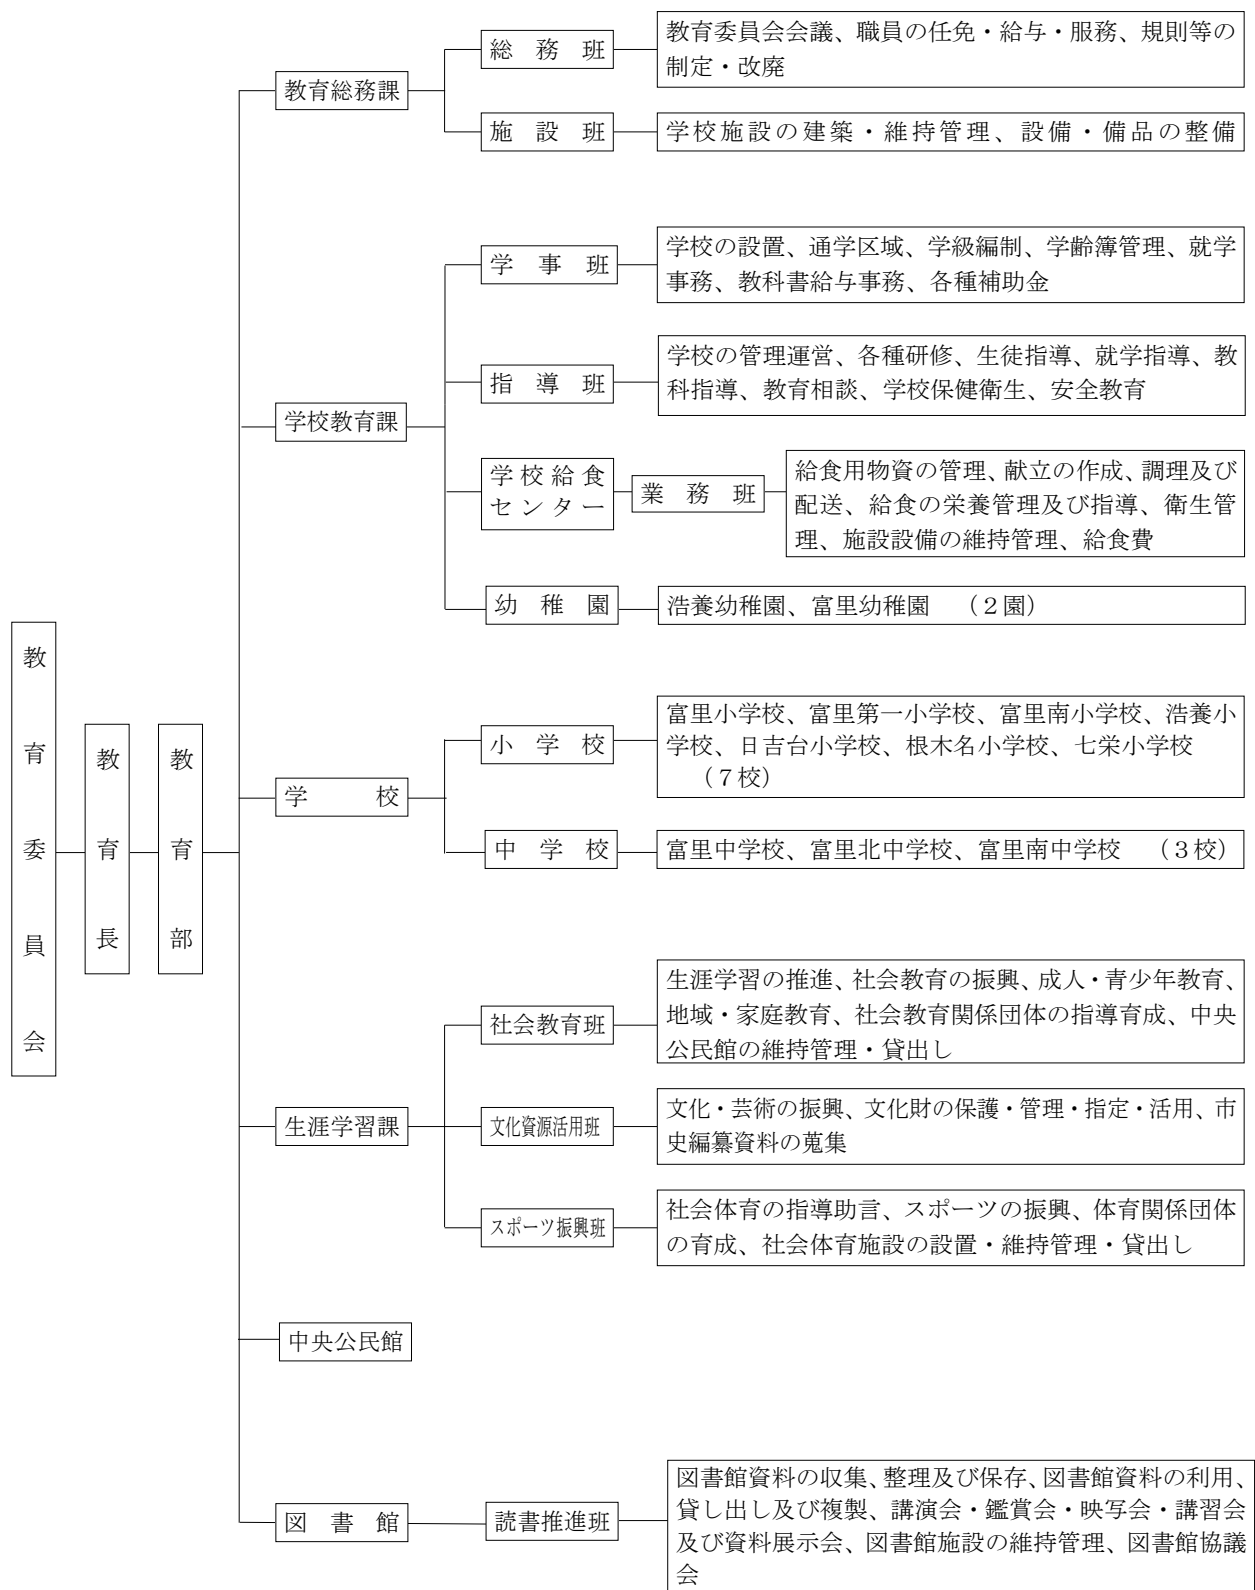 教育委員会
教育長
教育部
教育総務課
総務班
教育委員会会議、職員の任免・給与・服務、規則等の
制定・改廃
施設班
学校施設の建築・維持管理、設備・備品の整備
学校教育課
学事班
学校の設置、通学区域、学級編制、学齢簿管理、就学
事務、教科書給与事務、各種補助金
指導班
学校の管理運営、各種研修、生徒指導、就学指導、教
科指導、教育相談、学校保健衛生、安全教育
学校給食
センター
業務班
給食用物資の管理、献立の作成、調理及び
配送、給食の栄養管理及び指導、衛生管
理、施設設備の維持管理、給食費
幼稚園
浩養幼稚園、富里幼稚園　（２園）
学校
小学校
富里小学校、富里第一小学校、富里南小学校、浩養小
学校、日吉台小学校、根木名小学校、七栄小学校
（７校）
中学校
富里中学校、富里北中学校、富里南中学校　（３校）
生涯学習課
社会教育班
生涯学習の推進、社会教育の振興、成人・青少年教育、
地域・家庭教育、社会教育関係団体の指導育成、中央
公民館の維持管理・貸出し
文化資源活用班
文化・芸術の振興、文化財の保護・管理・指定・活用、市
史編纂資料の蒐集
スポーツ振興班
社会体育の指導助言、スポーツの振興、体育関係団体
の育成、社会体育施設の設置・維持管理・貸出し
中央公民館
図書館
読書推進班
図書館資料の収集、整理及び保存、図書館資料の利用、
貸し出し及び複製、講演会・鑑賞会・映写会・講習会
及び資料展示会、図書館施設の維持管理、図書館協議
会